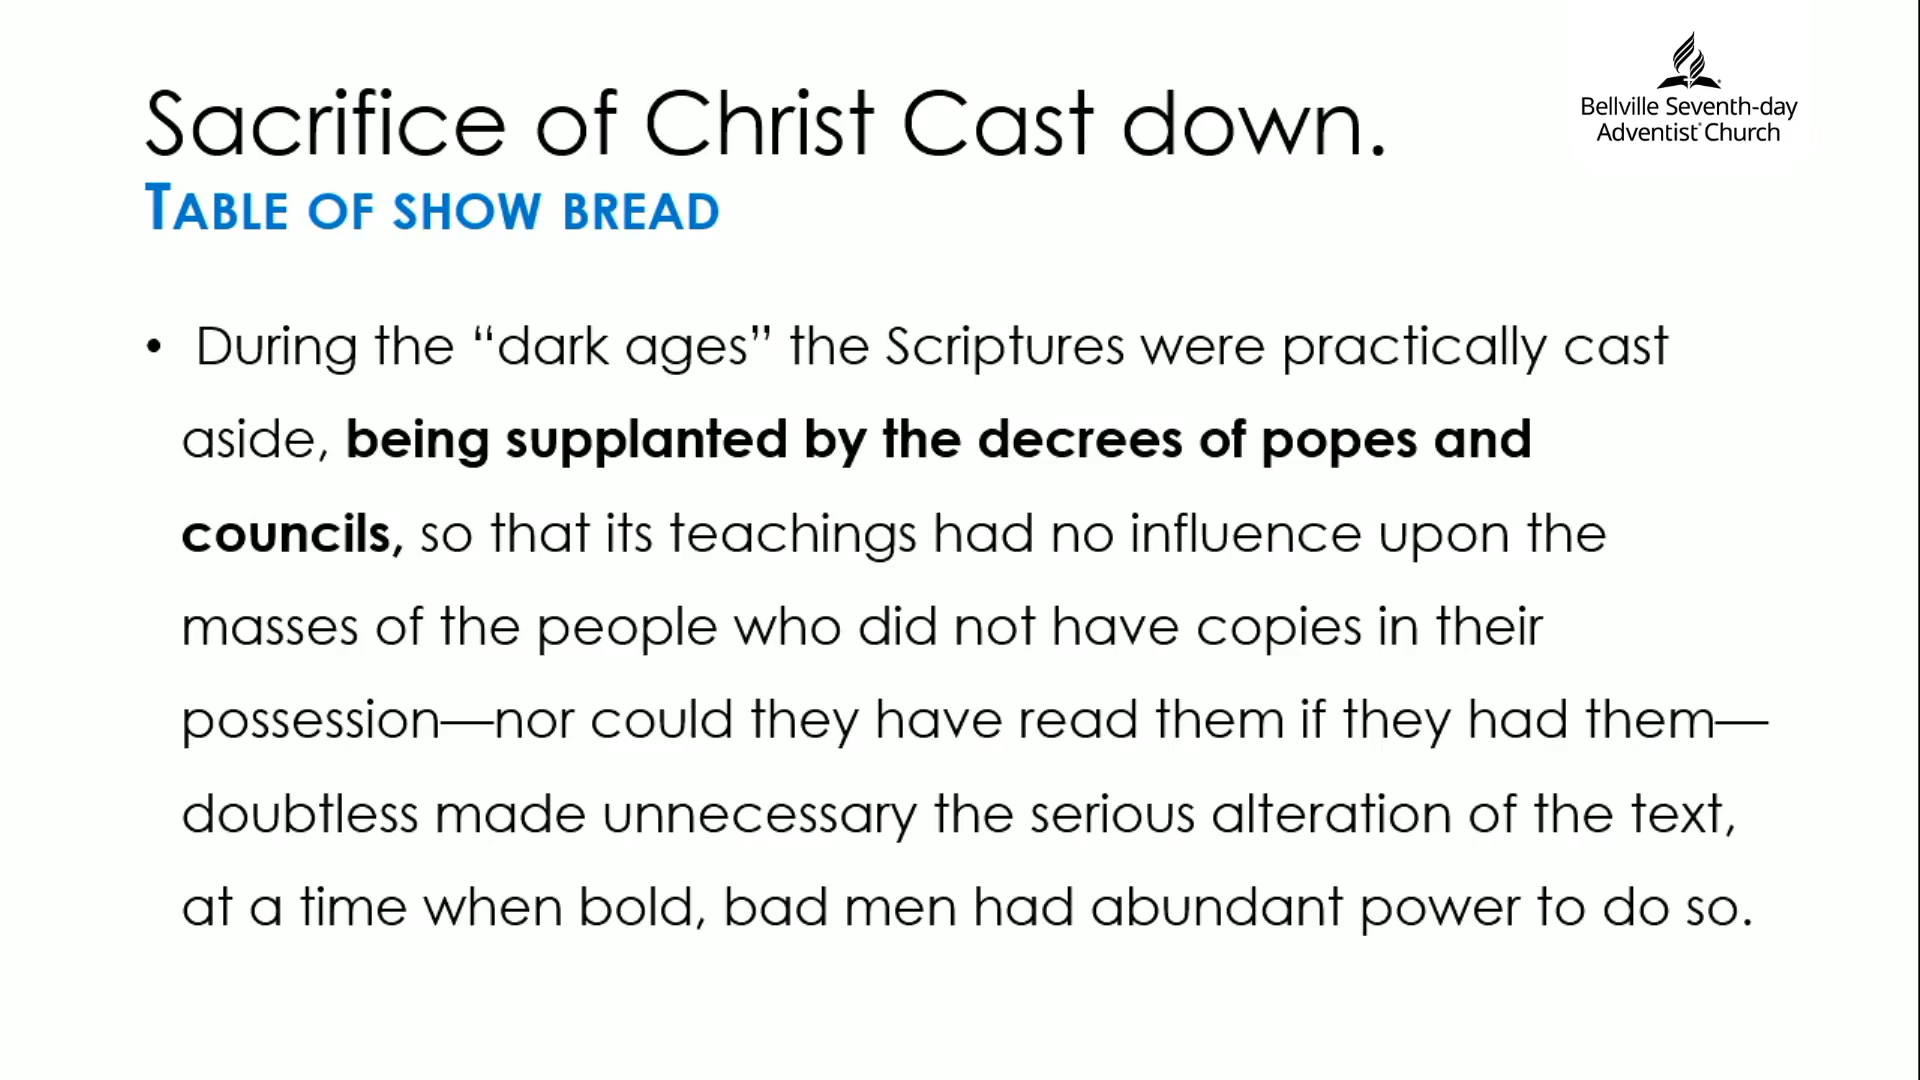 Sacrifice of Christ Cast down.
TABLE OF SHOW BREAD
Bellville Seventh-day
Adventist® Church
• During the “dark ages” the Scriptures were practically cast
aside, being supplanted by the decrees of popes and
councils, so that its teachings had no influence upon the
masses of the people who did not have copies in their
possession—nor could they have read them if they had them—
doubtless made unnecessary the serious alteration of the text,
at a time when bold, bad men had abundant power to do so.